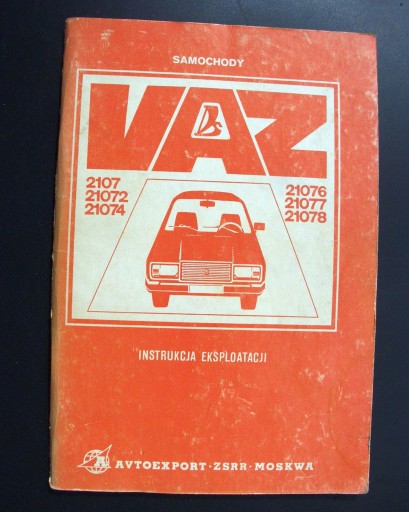 SAMOCHODY
VAZ
2107
21072
21074
21076
21077
21078
INSTRUKCJA EKSPLOATACJI
AVTOEXPORT·ZSRR·MOSKWA